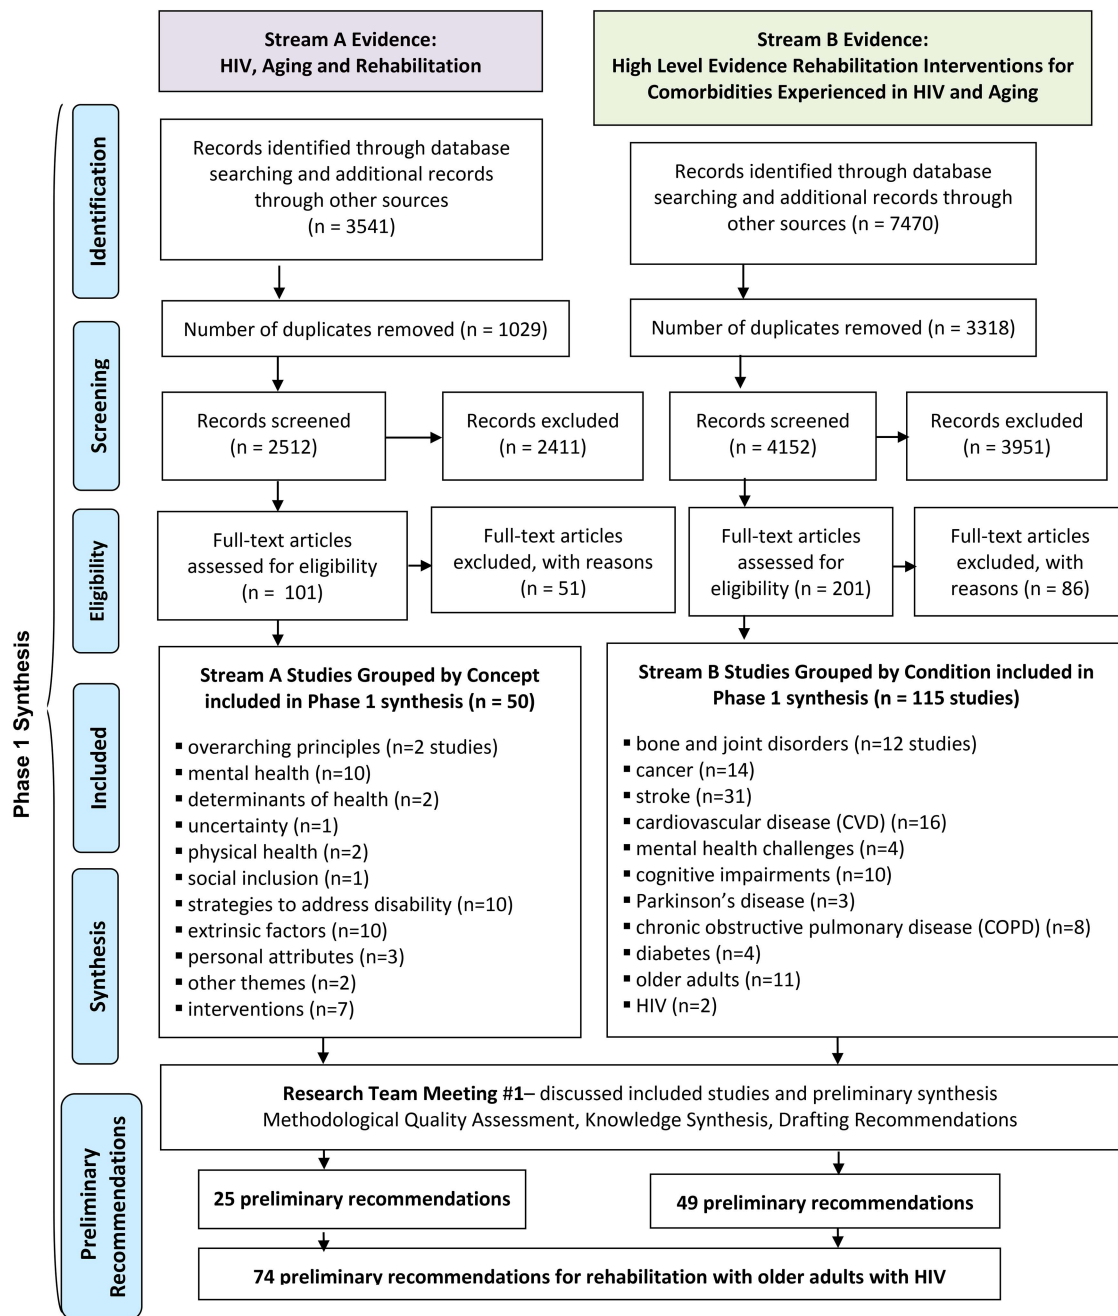 Stream A Evidence:
HIV, Aging and Rehabilitation
Stream B Evidence:
High Level Evidence Rehabilitation Interventions for
Comorbidities Experienced in HIV and Aging
Phase 1 Synthesis
Identification
Records identified through database
searching and additional records
through other sources
(n = 3541)
Records identified through database
searching and additional records through
other sources (n = 7470)
Screening
Number of duplicates removed (n = 1029)
Number of duplicates removed (n = 3318)
Records screened
(n = 2512)
Records excluded
(n = 2411)
Records screened
(n = 4152)
Records excluded
(n = 3951)
Eligibility
Full-text articles
assessed for eligibility
(n = 101)
Full-text articles
excluded, with reasons
(n = 51)
Full-text articles
assessed for
eligibility (n = 201)
Full-text articles
excluded, with
reasons (n = 86)
Included
Stream A Studies Grouped by Concept
included in Phase 1 synthesis (n = 50)
▪ overarching principles (n=2 studies)
▪ mental health (n=10)
▪ determinants of health (n=2)
▪ uncertainty (n=1)
▪ physical health (n=2)
▪ social inclusion (n=1)
▪ strategies to address disability (n=10)
▪ extrinsic factors (n=10)
▪ personal attributes (n=3)
▪ other themes (n=2)
▪ interventions (n=7)
Stream B Studies Grouped by Condition included in
Phase 1 synthesis (n = 115 studies)
▪ bone and joint disorders (n=12 studies)
▪ cancer (n=14)
▪ stroke (n=31)
▪ cardiovascular disease (CVD) (n=16)
▪ mental health challenges (n=4)
▪ cognitive impairments (n=10)
▪ Parkinson's disease (n=3)
▪ chronic obstructive pulmonary disease (COPD) (n=8)
▪ diabetes (n=4)
▪ older adults (n=11)
▪ HIV (n=2)
Synthesis
Research Team Meeting #1– discussed included studies and preliminary synthesis
Methodological Quality Assessment, Knowledge Synthesis, Drafting Recommendations
Preliminary
Recommendations
25 preliminary recommendations
49 preliminary recommendations
74 preliminary recommendations for rehabilitation with older adults with HIV